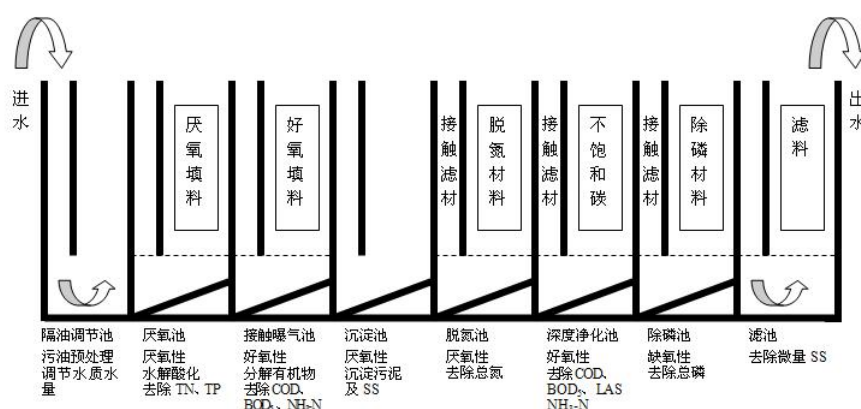 进水
厌氧填料
好氧填料
接触滤材
脱氮材料
接触滤材
不饱和碳
接触滤材
除磷材料
滤料
出水
隔油调节池
污油预处理
调节水质水
量
厌氧池
厌氧性
水解酸化
去除 TN、TP
接触曝气池
好氧性
分解有机物
去除COD、
BOD₅、NH₃-N
沉淀池
厌氧性
沉淀污泥
及 SS
脱氮池
厌氧性
去除总氮
深度净化池
好氧性
去除COD、
BOD₅、LAS
NH₃-N
除磷池
缺氧性
去除总磷
滤池
去除微量 SS